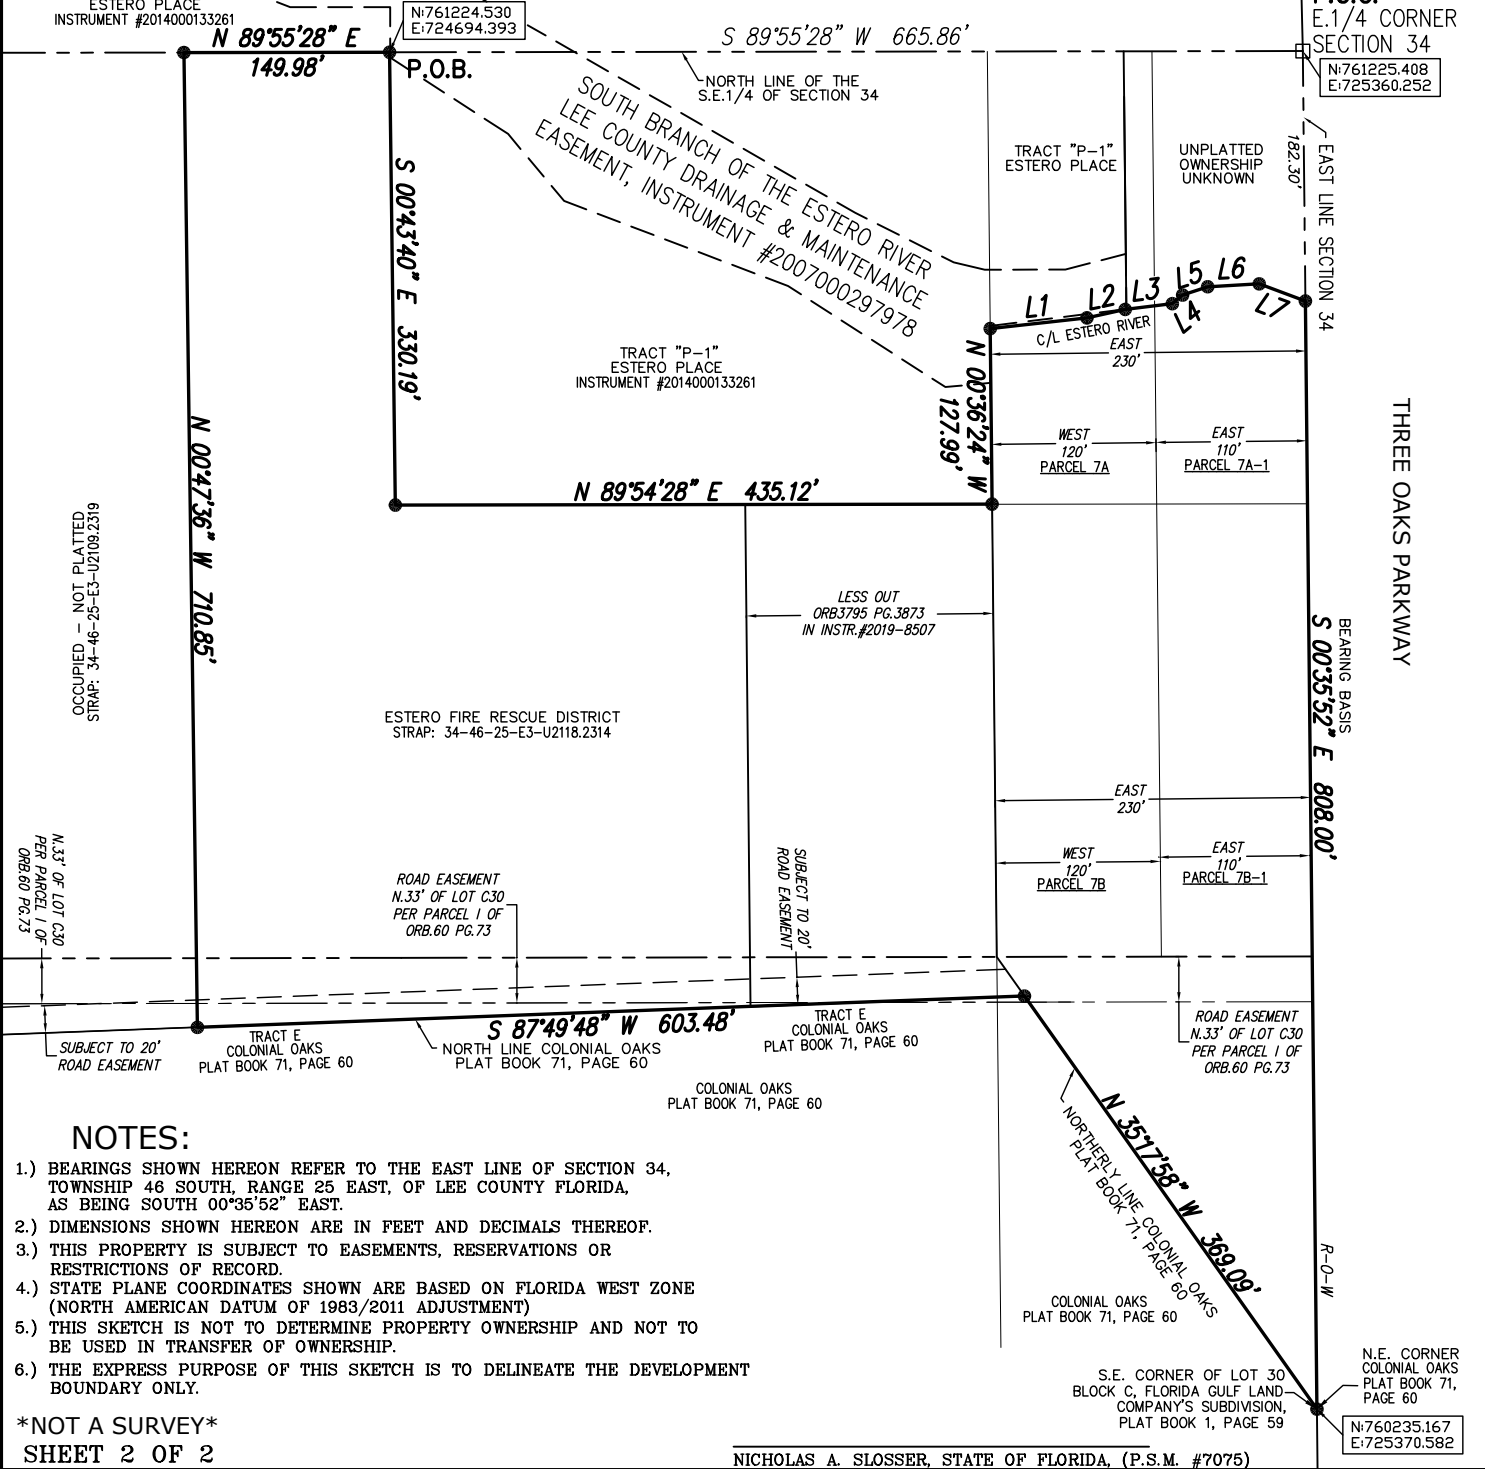 ESTERO PLACE
INSTRUMENT #2014000133261
N:761224.530
E:724694.393
N 89°55'28" E
149.98'
P.O.B.
S 89°55'28" W 665.86'
NORTH LINE OF THE
S.E.1/4 OF SECTION 34
E.1/4 CORNER
SECTION 34
N:761225.408
E:725360.252
182.30'
EAST LINE SECTION 34
SOUTH BRANCH OF THE ESTERO RIVER
LEE COUNTY DRAINAGE & MAINTENANCE
EASEMENT, INSTRUMENT #2007000297978
TRACT "P-1"
ESTERO PLACE
UNPLATTED
OWNERSHIP
UNKNOWN
S 00°43'40" E 330.19'
L1
L2
L3
L4
L5
L6
L7
C/L ESTERO RIVER
EAST
230'
TRACT "P-1"
ESTERO PLACE
INSTRUMENT #2014000133261
N 00°36'24" W
127.99'
WEST
120'
PARCEL 7A
EAST
110'
PARCEL 7A-1
THREE OAKS PARKWAY
N 00°47'36" W 710.85'
N 89°54'28" E 435.12'
OCCUPIED - NOT PLATTED
STRAP: 34-46-25-E3-U2109.2319
LESS OUT
ORB3795 PG.3873
IN INSTR.#2019-8507
BEARING BASIS
S 00°35'52" E 808.00'
ESTERO FIRE RESCUE DISTRICT
STRAP: 34-46-25-E3-U2118.2314
EAST
230'
WEST
120'
PARCEL 7B
EAST
110'
PARCEL 7B-1
N.33' OF LOT C30
PER PARCEL I OF
ORB.60 PG.73
ROAD EASEMENT
N.33' OF LOT C30
PER PARCEL I OF
ORB.60 PG.73
SUBJECT TO 20'
ROAD EASEMENT
SUBJECT TO 20'
ROAD EASEMENT
TRACT E
COLONIAL OAKS
PLAT BOOK 71, PAGE 60
S 87°49'48" W 603.48'
NORTH LINE COLONIAL OAKS
PLAT BOOK 71, PAGE 60
TRACT E
COLONIAL OAKS
PLAT BOOK 71, PAGE 60
ROAD EASEMENT
N.33' OF LOT C30
PER PARCEL I OF
ORB.60 PG.73
COLONIAL OAKS
PLAT BOOK 71, PAGE 60
N 35°17'58" W 369.09'
NORTHERLY LINE COLONIAL OAKS
PLAT BOOK 71, PAGE 60
R-O-W
COLONIAL OAKS
PLAT BOOK 71, PAGE 60
S.E. CORNER OF LOT 30
BLOCK C, FLORIDA GULF LAND
COMPANY'S SUBDIVISION,
PLAT BOOK 1, PAGE 59
N.E. CORNER
COLONIAL OAKS
PLAT BOOK 71,
PAGE 60
N:760235.167
E:725370.582
NOTES:
1.) BEARINGS SHOWN HEREON REFER TO THE EAST LINE OF SECTION 34,
TOWNSHIP 46 SOUTH, RANGE 25 EAST, OF LEE COUNTY FLORIDA,
AS BEING SOUTH 00°35'52" EAST.
2.) DIMENSIONS SHOWN HEREON ARE IN FEET AND DECIMALS THEREOF.
3.) THIS PROPERTY IS SUBJECT TO EASEMENTS, RESERVATIONS OR
RESTRICTIONS OF RECORD.
4.) STATE PLANE COORDINATES SHOWN ARE BASED ON FLORIDA WEST ZONE
(NORTH AMERICAN DATUM OF 1983/2011 ADJUSTMENT)
5.) THIS SKETCH IS NOT TO DETERMINE PROPERTY OWNERSHIP AND NOT TO
BE USED IN TRANSFER OF OWNERSHIP.
6.) THE EXPRESS PURPOSE OF THIS SKETCH IS TO DELINEATE THE DEVELOPMENT
BOUNDARY ONLY.
*NOT A SURVEY*
SHEET 2 OF 2
NICHOLAS A. SLOSSER, STATE OF FLORIDA, (P.S.M. #7075)